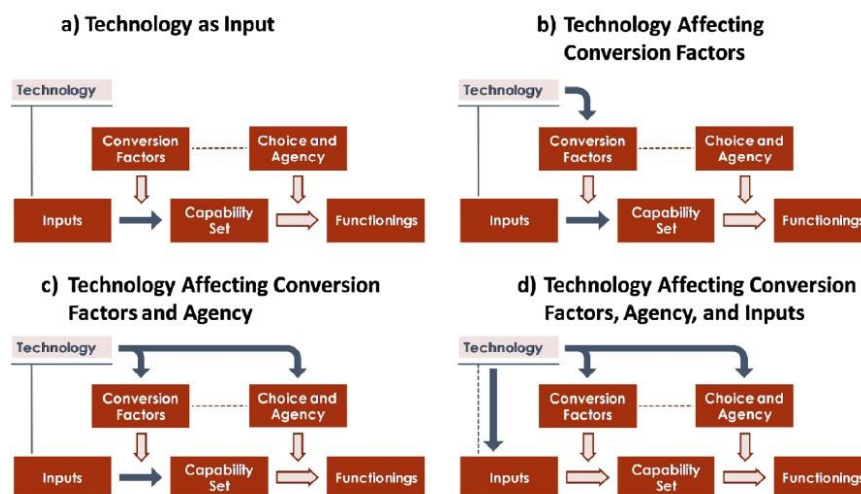 a) Technology as Input
Technology
Conversion
Factors
Choice and
Agency
Inputs
Capability
Set
Functionings
b) Technology Affecting
Conversion Factors
Technology
Conversion
Factors
Choice and
Agency
Inputs
Capability
Set
Functionings
c) Technology Affecting Conversion
Factors and Agency
Technology
Conversion
Factors
Choice and
Agency
Inputs
Capability
Set
Functionings
d) Technology Affecting Conversion
Factors, Agency, and Inputs
Technology
Conversion
Factors
Choice and
Agency
Inputs
Capability
Set
Functionings